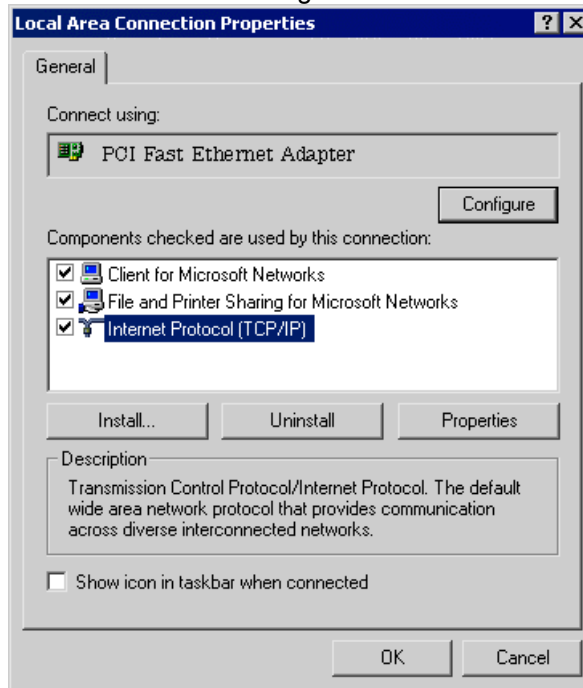 Local Area Connection Properties
General
Connect using:
PCI Fast Ethernet Adapter
Configure
Components checked are used by this connection:
Client for Microsoft Networks
File and Printer Sharing for Microsoft Networks
Internet Protocol (TCP/IP)
Install... Uninstall Properties
Description
Transmission Control Protocol/Internet Protocol. The default
wide area network protocol that provides communication
across diverse interconnected networks.
Show icon in taskbar when connected
OK Cancel